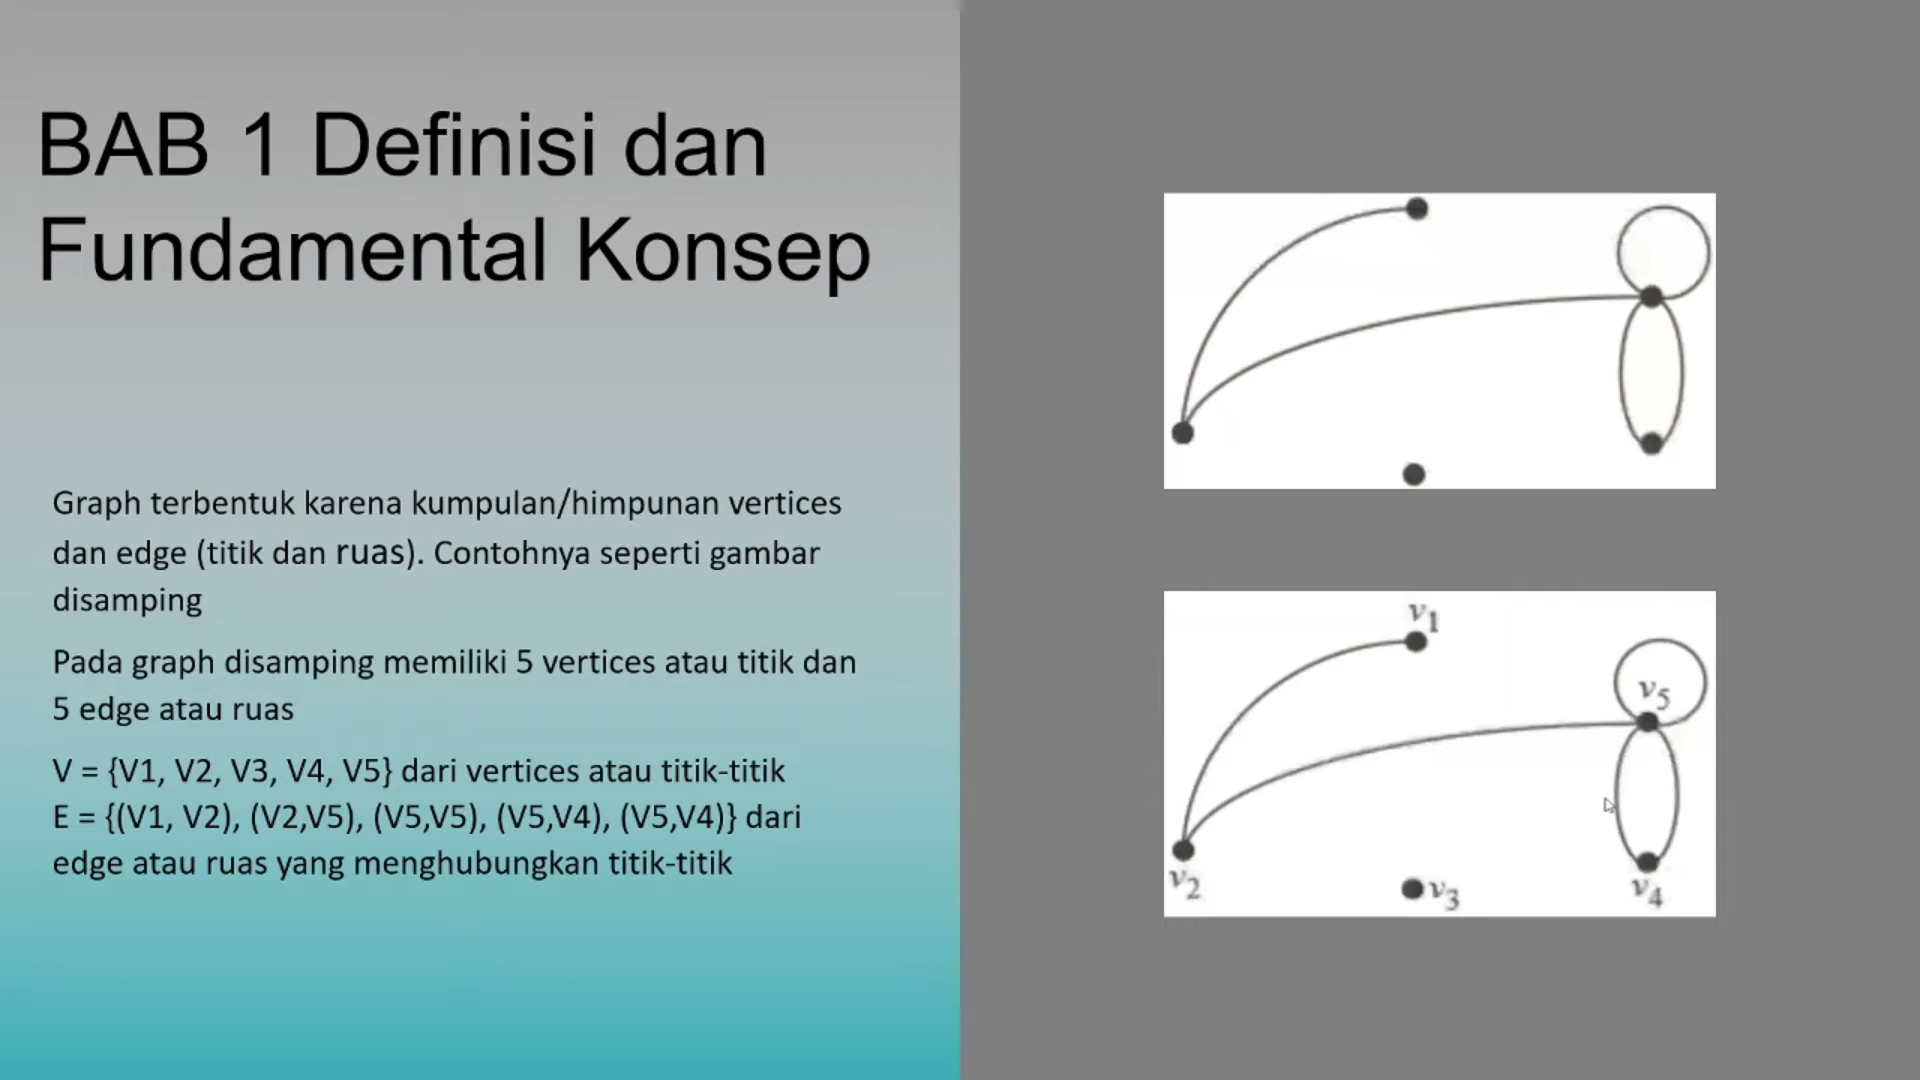 BAB 1 Definisi dan
Fundamental Konsep
Graph terbentuk karena kumpulan/himpunan vertices
dan edge (titik dan ruas). Contohnya seperti gambar
disamping
Pada graph disamping memiliki 5 vertices atau titik dan
5 edge atau ruas
V = {V1, V2, V3, V4, V5} dari vertices atau titik-titik
E = {(V1, V2), (V2,V5), (V5,V5), (V5,V4), (V5,V4)} dari
edge atau ruas yang menghubungkan titik-titik
v1
v5
v2
v3
v4